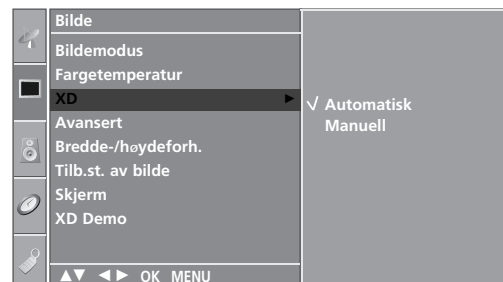 Bilde
Bildemodus
Fargetemperatur
XD
Avansert
Bredde-/høydeforh.
Tilb.st. av bilde
Skjerm
XD Demo
√ Automatisk
Manuell
▲▼ ◄► OK MENU